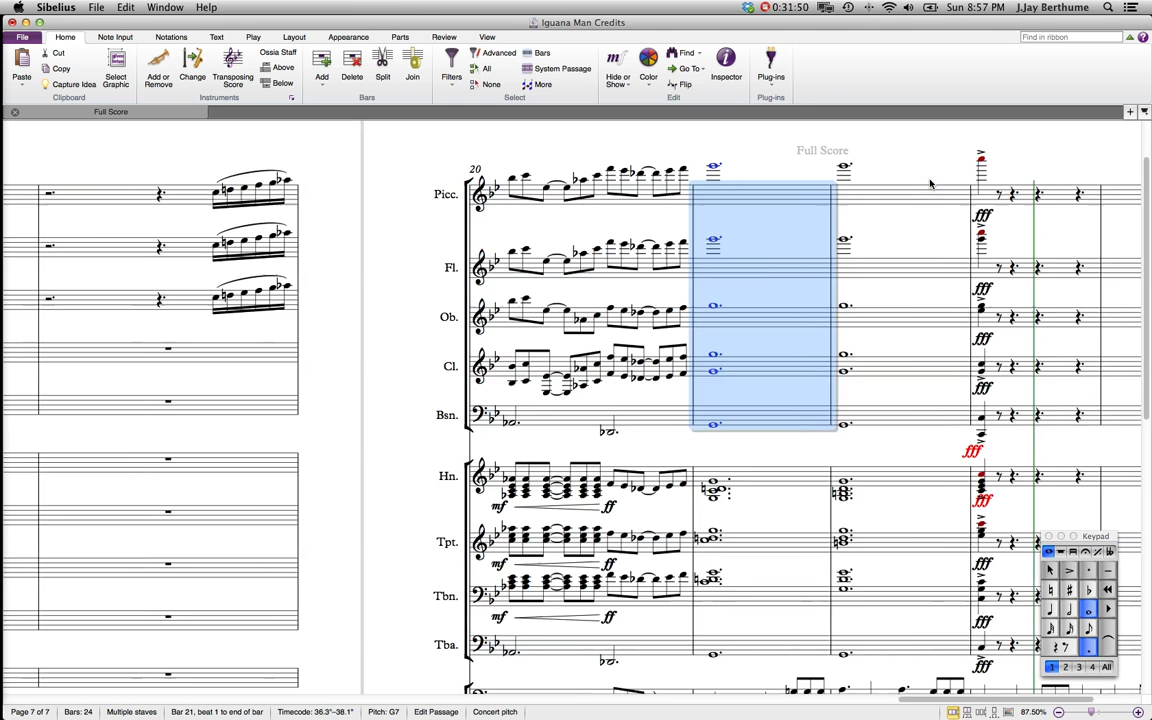 Sibelius File Edit Window Help 0:31:50 Sun 8:57 PM J.Jay Berthume
Iguana Man Credits
File Home Note Input Notations Text Play Layout Appearance Parts Review View Find in ribbon
Paste Cut Copy Capture Idea Select Graphic Clipboard
Add or Remove Change Transposing Score Ossia Staff Above Below Instruments
Add Delete Split Join Bars
Filters Advanced All None Bars System Passage More Select
Hide or Show Color Find Go To Flip Inspector Edit
Plug-ins Plug-ins
Full Score
Full Score
20
Picc.
fff
Fl.
fff
Ob.
fff
Cl.
fff
Bsn.
fff
Hn.
mf ff fff
Tpt.
mf ff fff
Tbn.
mf ff fff
Tba.
fff
Keypad
1 2 3 4 All
Page 7 of 7 Bars: 24 Multiple staves Bar 21, beat 1 to end of bar Timecode: 36.3"-38.1" Pitch: G7 Edit Passage Concert pitch 87.50%